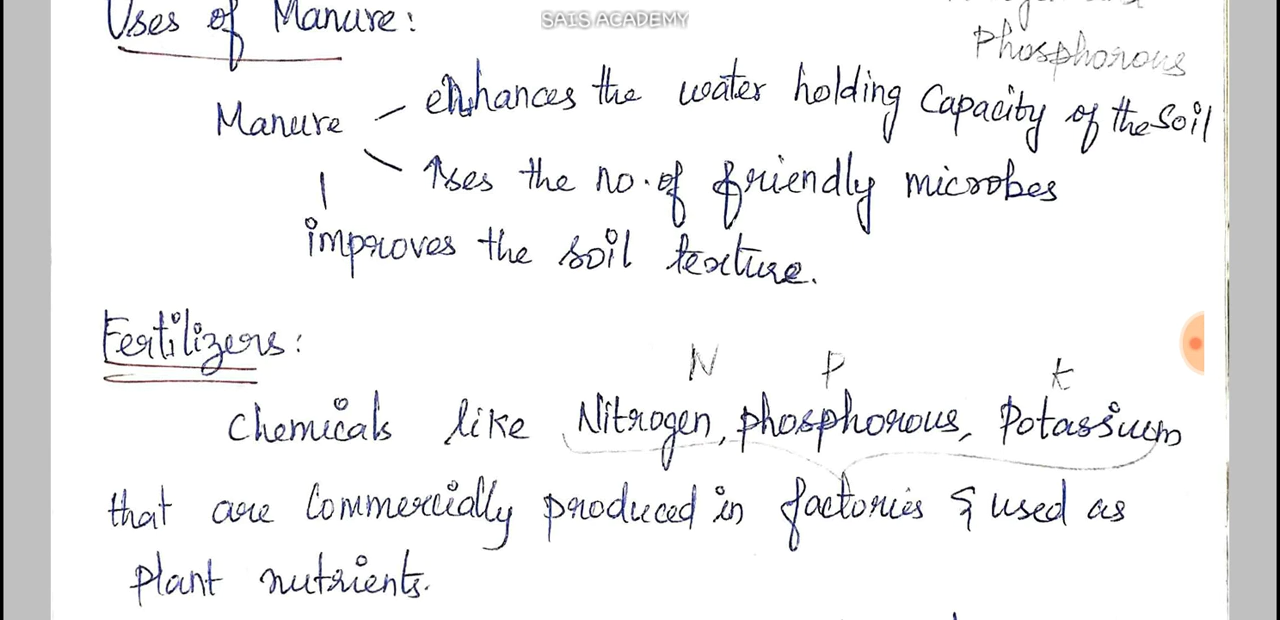 Uses of Manure:
SAIS ACADEMY
Phosphorous
Manure
enhances the water holding Capacity of the Soil
↑ses the no. of friendly microbes
improves the soil texture.
Fertilizers:
N P K
Chemicals like Nitrogen, phosphorous, Potassium
that are Commercially produced in factories & used as
plant nutrients.